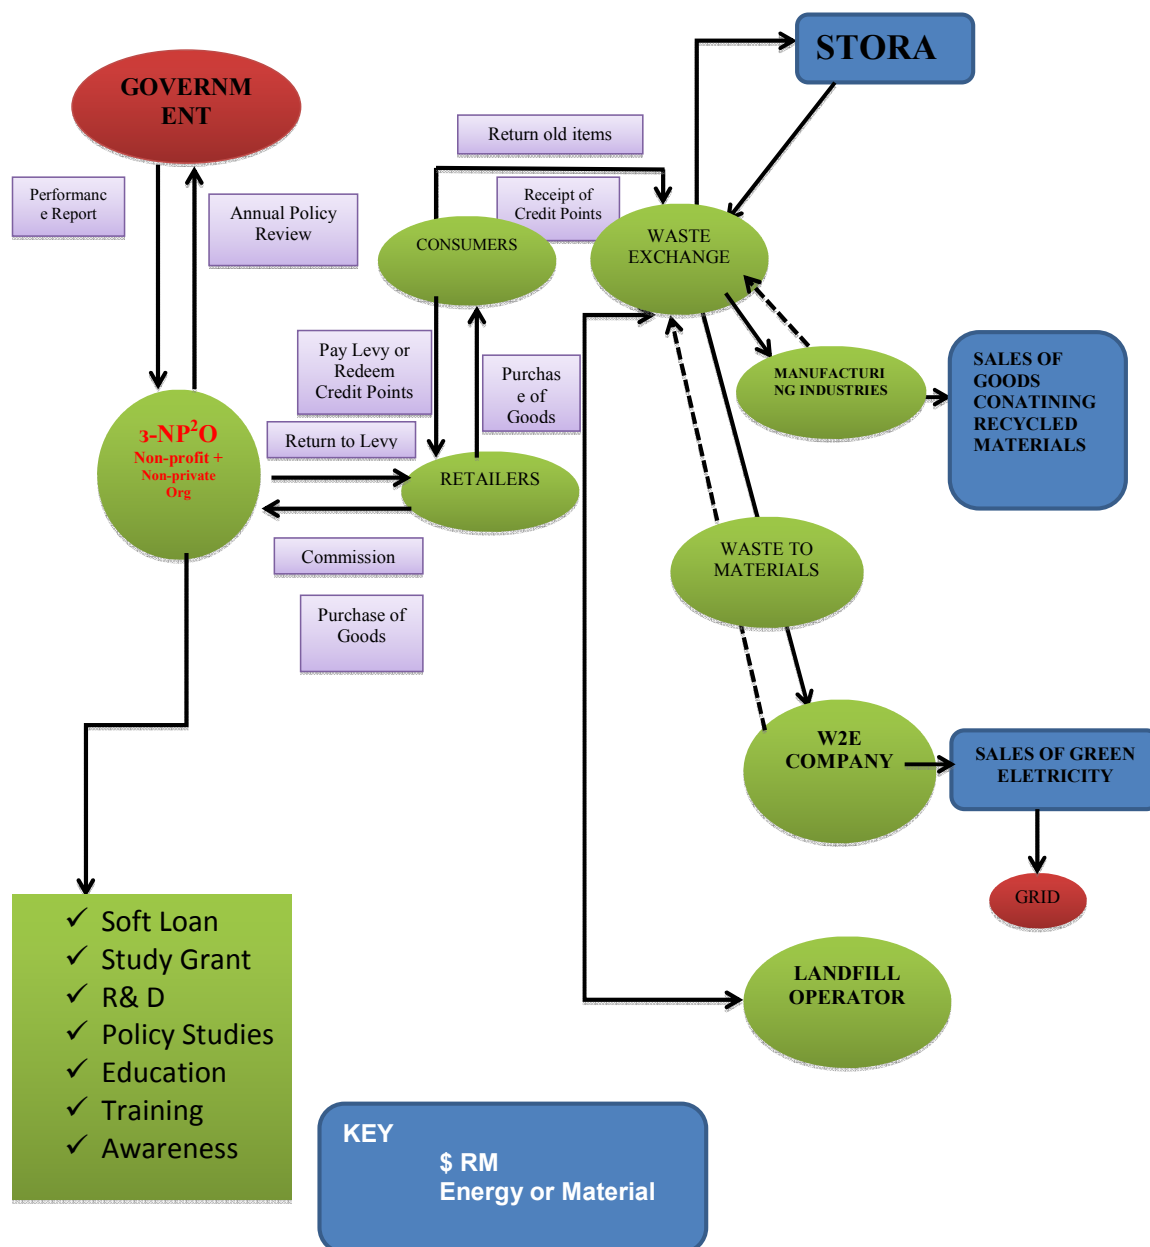 STORA
GOVERNM
ENT
Return old items
Performanc
e Report
Annual Policy
Review
Receipt of
Credit Points
CONSUMERS
WASTE
EXCHANGE
Pay Levy or
Redeem
Credit Points
Purchas
e of
Goods
MANUFACTURI
NG INDUSTRIES
SALES OF
GOODS
CONATINING
RECYCLED
MATERIALS
3-NP²O
Non-profit +
Non-private
Org
Return to Levy
RETAILERS
Commission
Purchase of
Goods
WASTE TO
MATERIALS
W2E
COMPANY
SALES OF GREEN
ELETRICITY
GRID
LANDFILL
OPERATOR
✓ Soft Loan
✓ Study Grant
✓ R& D
✓ Policy Studies
✓ Education
✓ Training
✓ Awareness
KEY
$ RM
Energy or Material